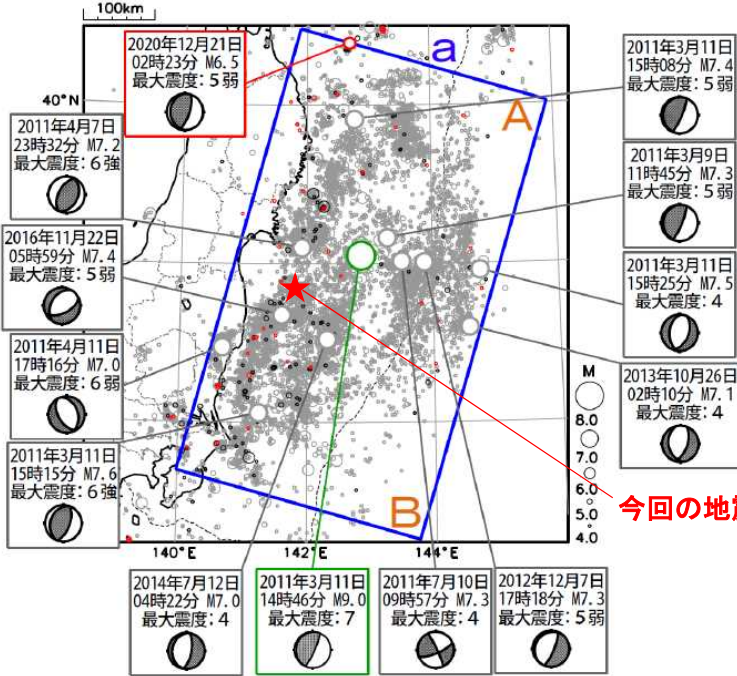 100km
2020年12月21日
02時23分 M6.5
最大震度:5弱
a
40°N
A
2011年3月11日
15時08分 M7.4
最大震度:5弱
2011年4月7日
23時32分 M7.2
最大震度:6強
2011年3月9日
11時45分 M7.3
最大震度:5弱
2016年11月22日
05時59分 M7.4
最大震度:5弱
2011年3月11日
15時25分 M7.5
最大震度:4
2011年4月11日
17時16分 M7.0
最大震度:6弱
2013年10月26日
02時10分 M7.1
最大震度:4
M
8.0
7.0
6.0
5.0
4.0
2011年3月11日
15時15分 M7.6
最大震度:6強
B
今回の地
140°E
142°E
144°E
2014年7月12日
04時22分 M7.0
最大震度:4
2011年3月11日
14時46分 M9.0
最大震度:7
2011年7月10日
09時57分 M7.3
最大震度:4
2012年12月7日
17時18分 M7.3
最大震度:5弱